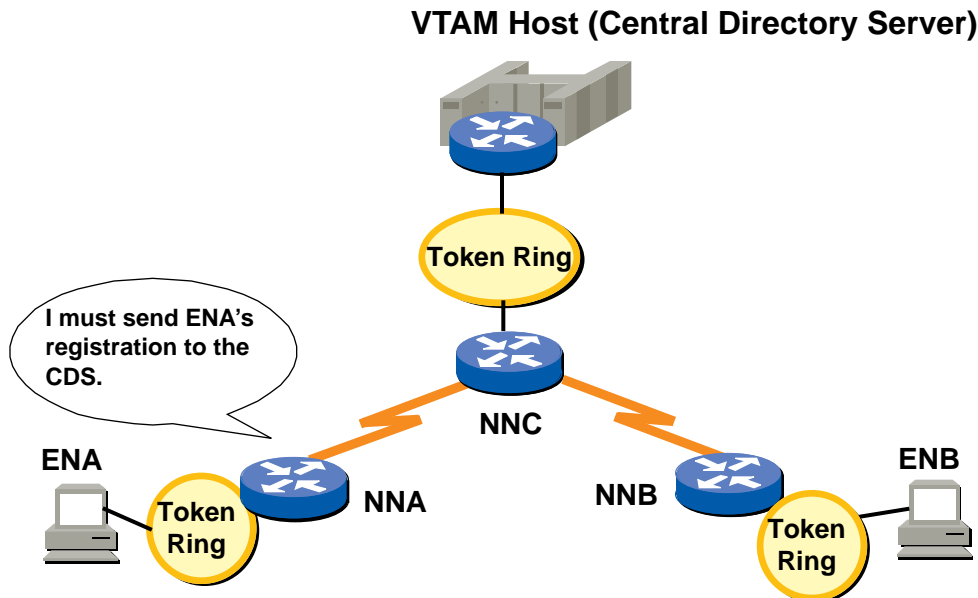 VTAM Host (Central Directory Server)
Token Ring
I must send ENA’s
registration to the
CDS.
NNC
ENA
ENB
NNA
NNB
Token
Ring
Token
Ring